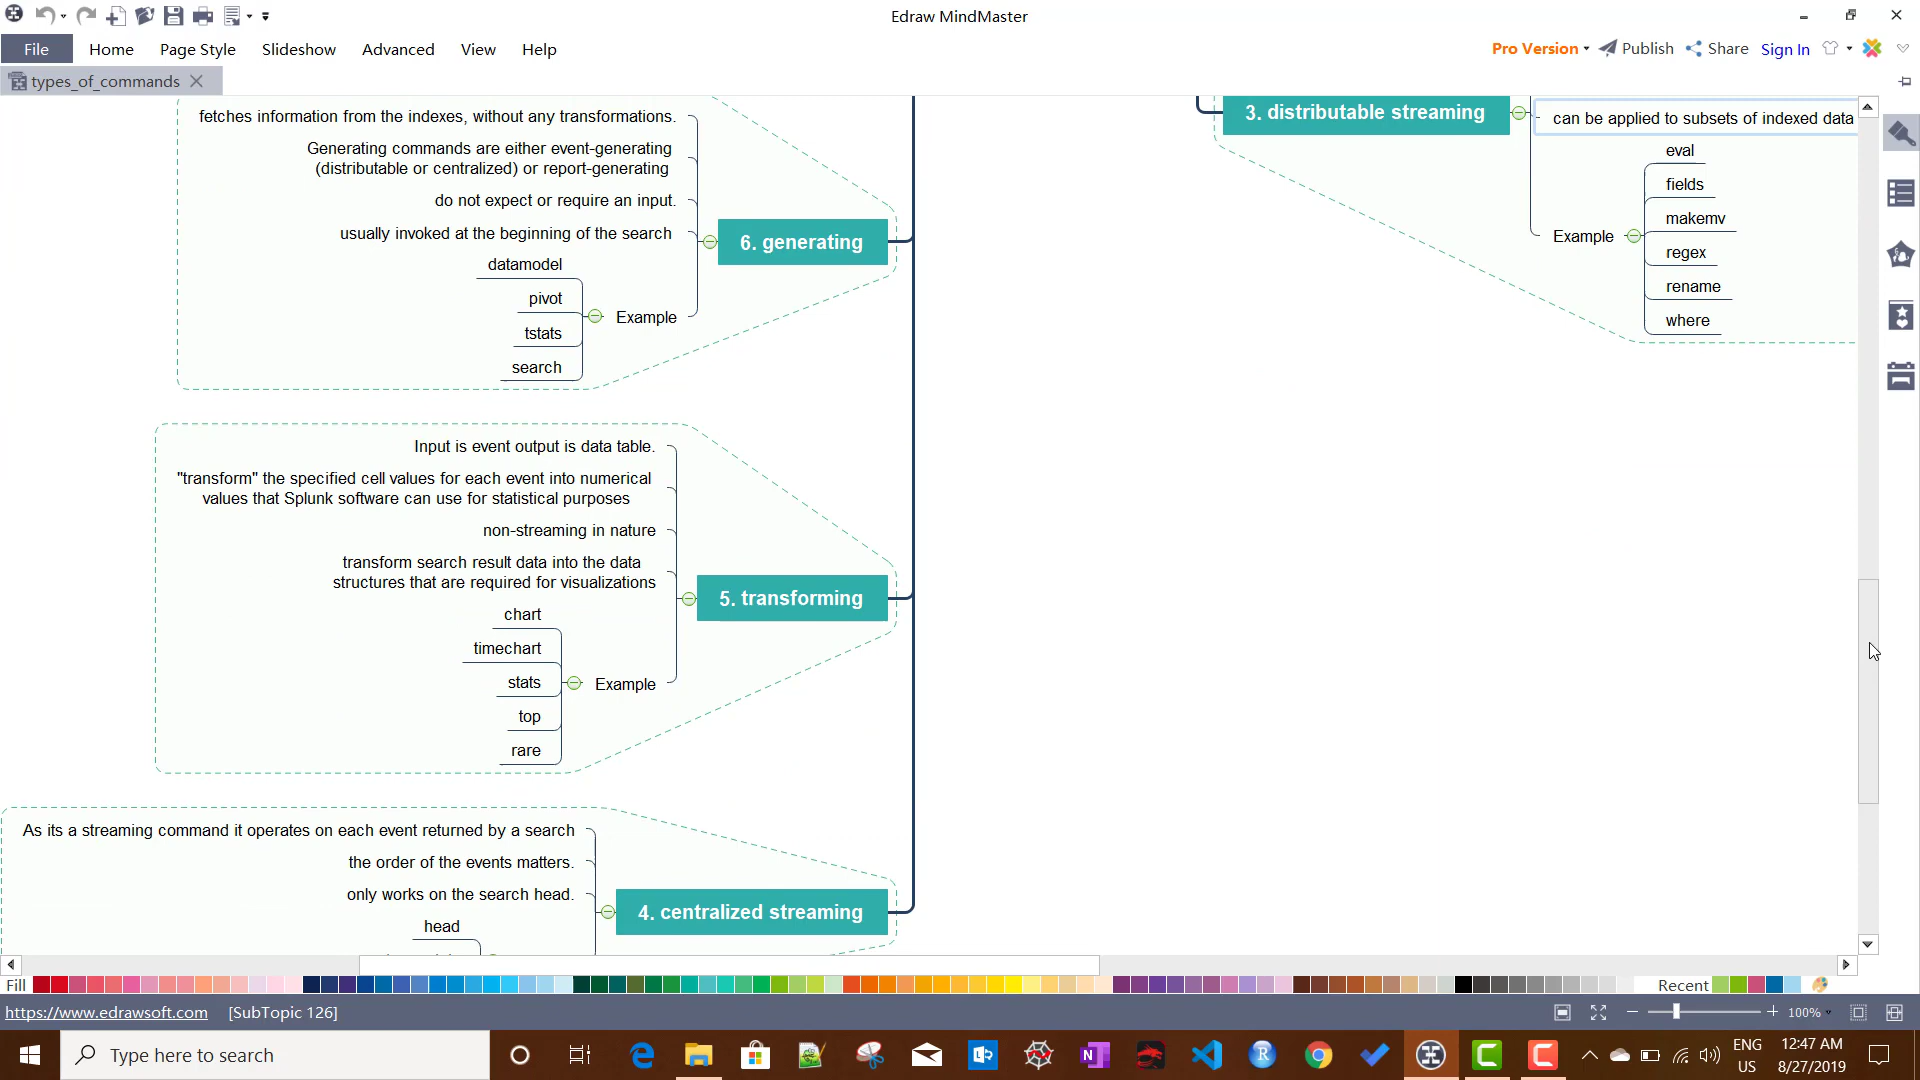 Edraw MindMaster
File
Home
Page Style
Slideshow
Advanced
View
Help
Pro Version
Publish
Share
Sign In
types_of_commands
fetches information from the indexes, without any transformations.
Generating commands are either event-generating
(distributable or centralized) or report-generating
do not expect or require an input.
usually invoked at the beginning of the search
6. generating
datamodel
pivot
tstats
search
Example
3. distributable streaming
can be applied to subsets of indexed data
eval
fields
makemv
regex
rename
where
Example
Input is event output is data table.
"transform" the specified cell values for each event into numerical
values that Splunk software can use for statistical purposes
non-streaming in nature
transform search result data into the data
structures that are required for visualizations
5. transforming
chart
timechart
stats
top
rare
Example
As its a streaming command it operates on each event returned by a search
the order of the events matters.
only works on the search head.
4. centralized streaming
head
Fill
Recent
https://www.edrawsoft.com
[SubTopic 126]
100%
Type here to search
ENG
US
12:47 AM
8/27/2019